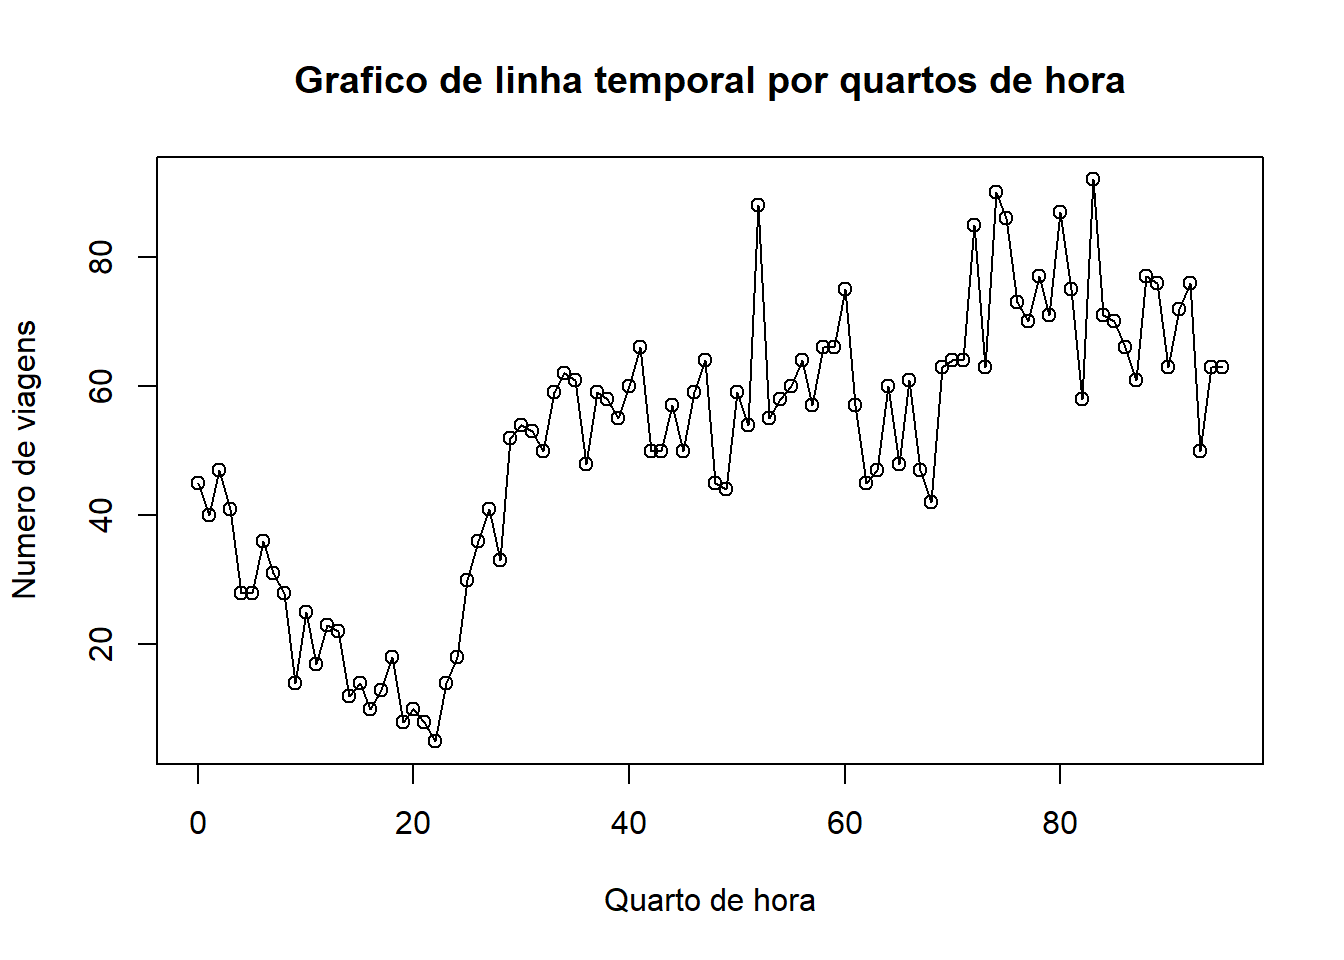 Grafico de linha temporal por quartos de hora
Numero de viagens
80
60
40
20
0 20 40 60 80
Quarto de hora